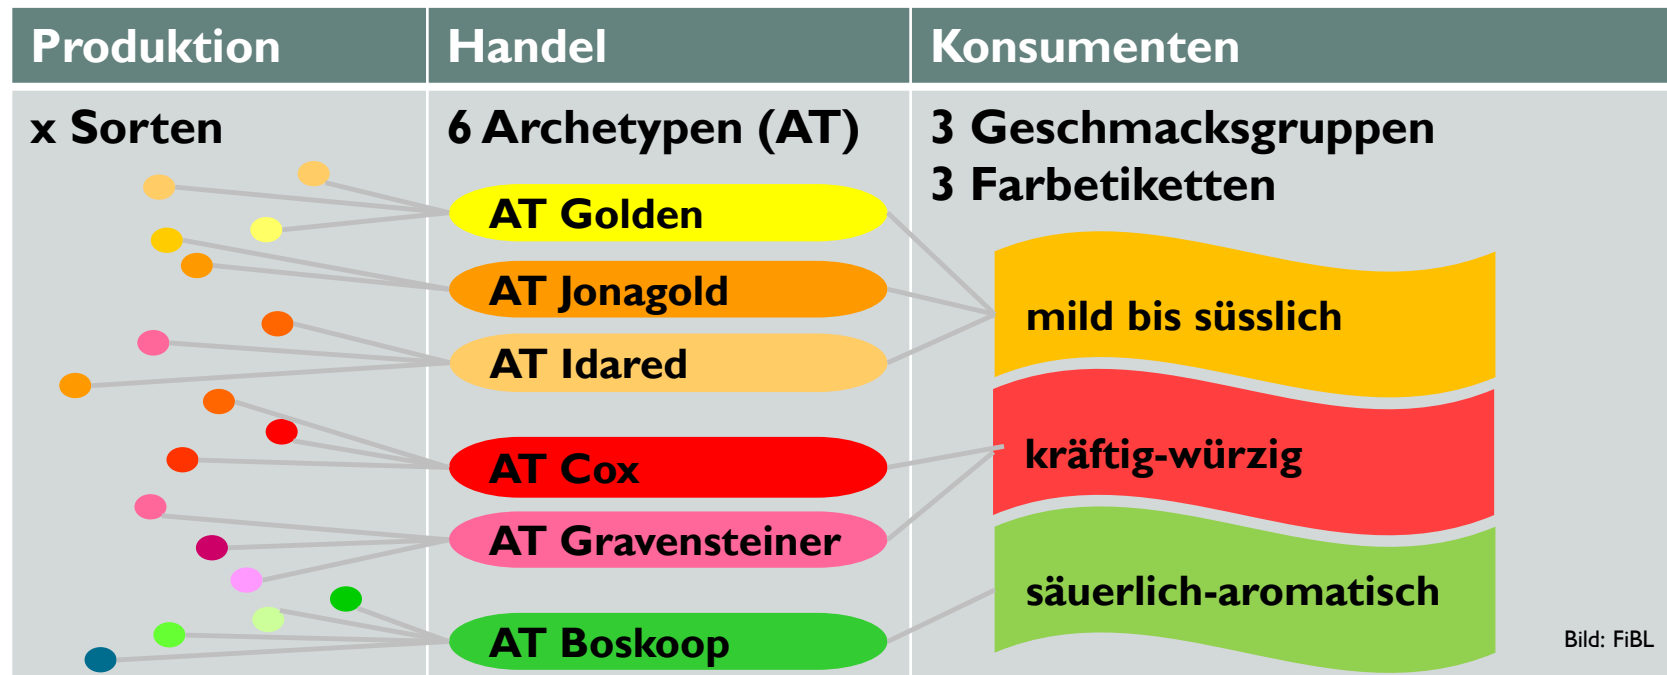 Produktion
Handel
Konsumenten
x Sorten
6 Archetypen (AT)
3 Geschmacksgruppen
3 Farbetiketten
AT Golden
AT Jonagold
AT Idared
AT Cox
AT Gravensteiner
AT Boskoop
mild bis süsslich
kräftig-würzig
säuerlich-aromatisch
Bild: FiBL